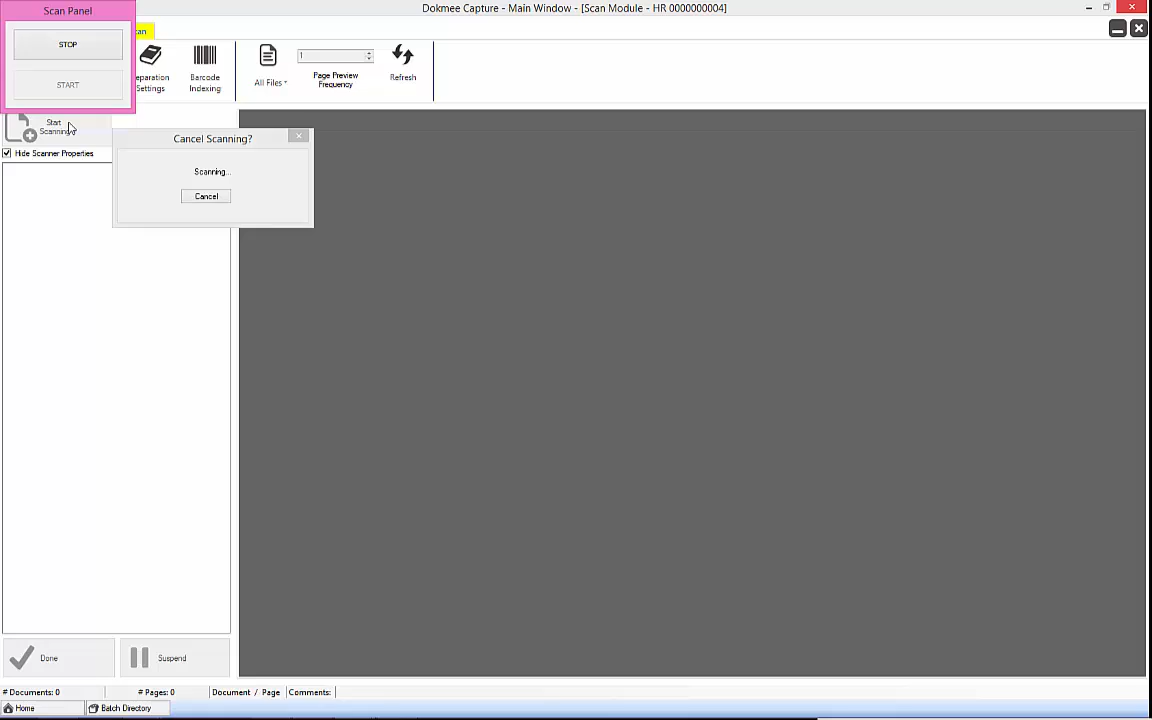 Scan Panel
Dokmee Capture - Main Window - [Scan Module - HR 0000000004]
STOP
START
All Files
1
Page Preview
Frequency
Refresh
Barcode
Indexing
Settings
Start
Scanning
Hide Scanner Properties
Cancel Scanning?
Scanning...
Cancel
Done
Suspend
# Documents: 0
# Pages: 0
Document / Page
Comments:
Home
Batch Directory